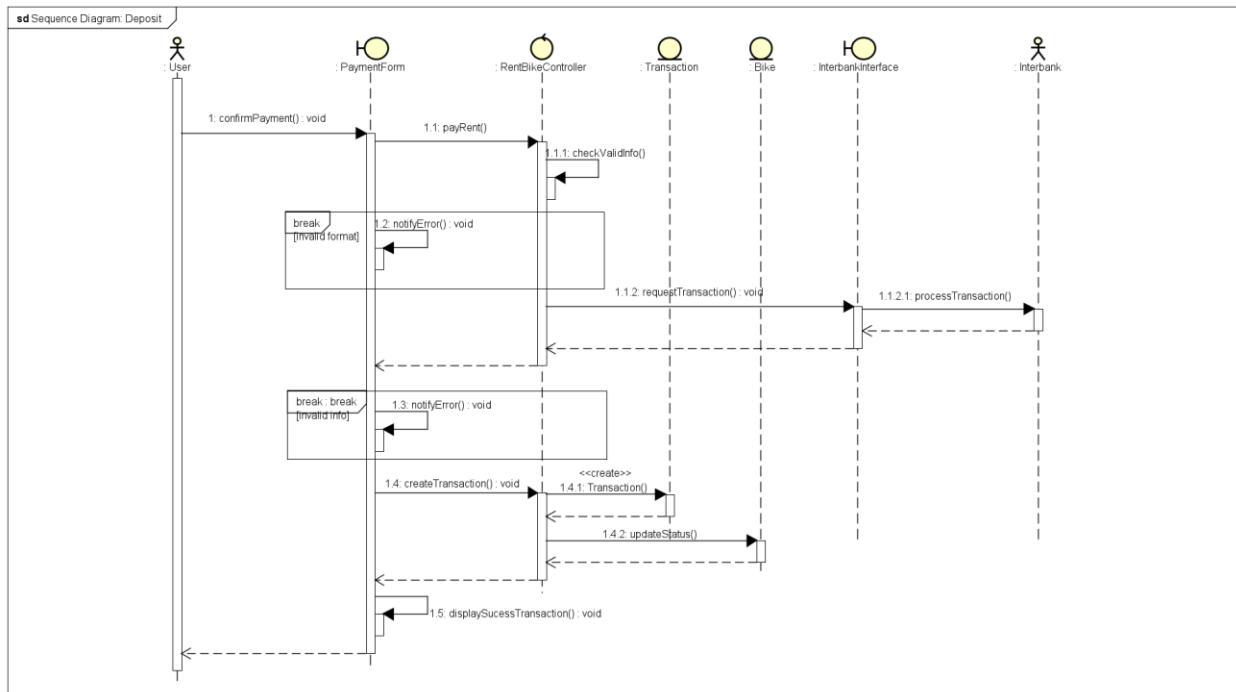 sd Sequence Diagram: Deposit
: User
: PaymentForm
: RentBikeController
: Transaction
: Bike
: InterbankInterface
: Interbank
1: confirmPayment() : void
1.1: payRent()
1.1.1: checkValidInfo()
break
[Invalid format]
1.2: notifyError() : void
1.1.2: requestTransaction() : void
1.1.2.1: processTransaction()
break : break
[Invalid info]
1.3: notifyError() : void
<<create>>
1.4: createTransaction() : void
1.4.1: Transaction()
1.4.2: updateStatus()
1.5: displaySucessTransaction() : void